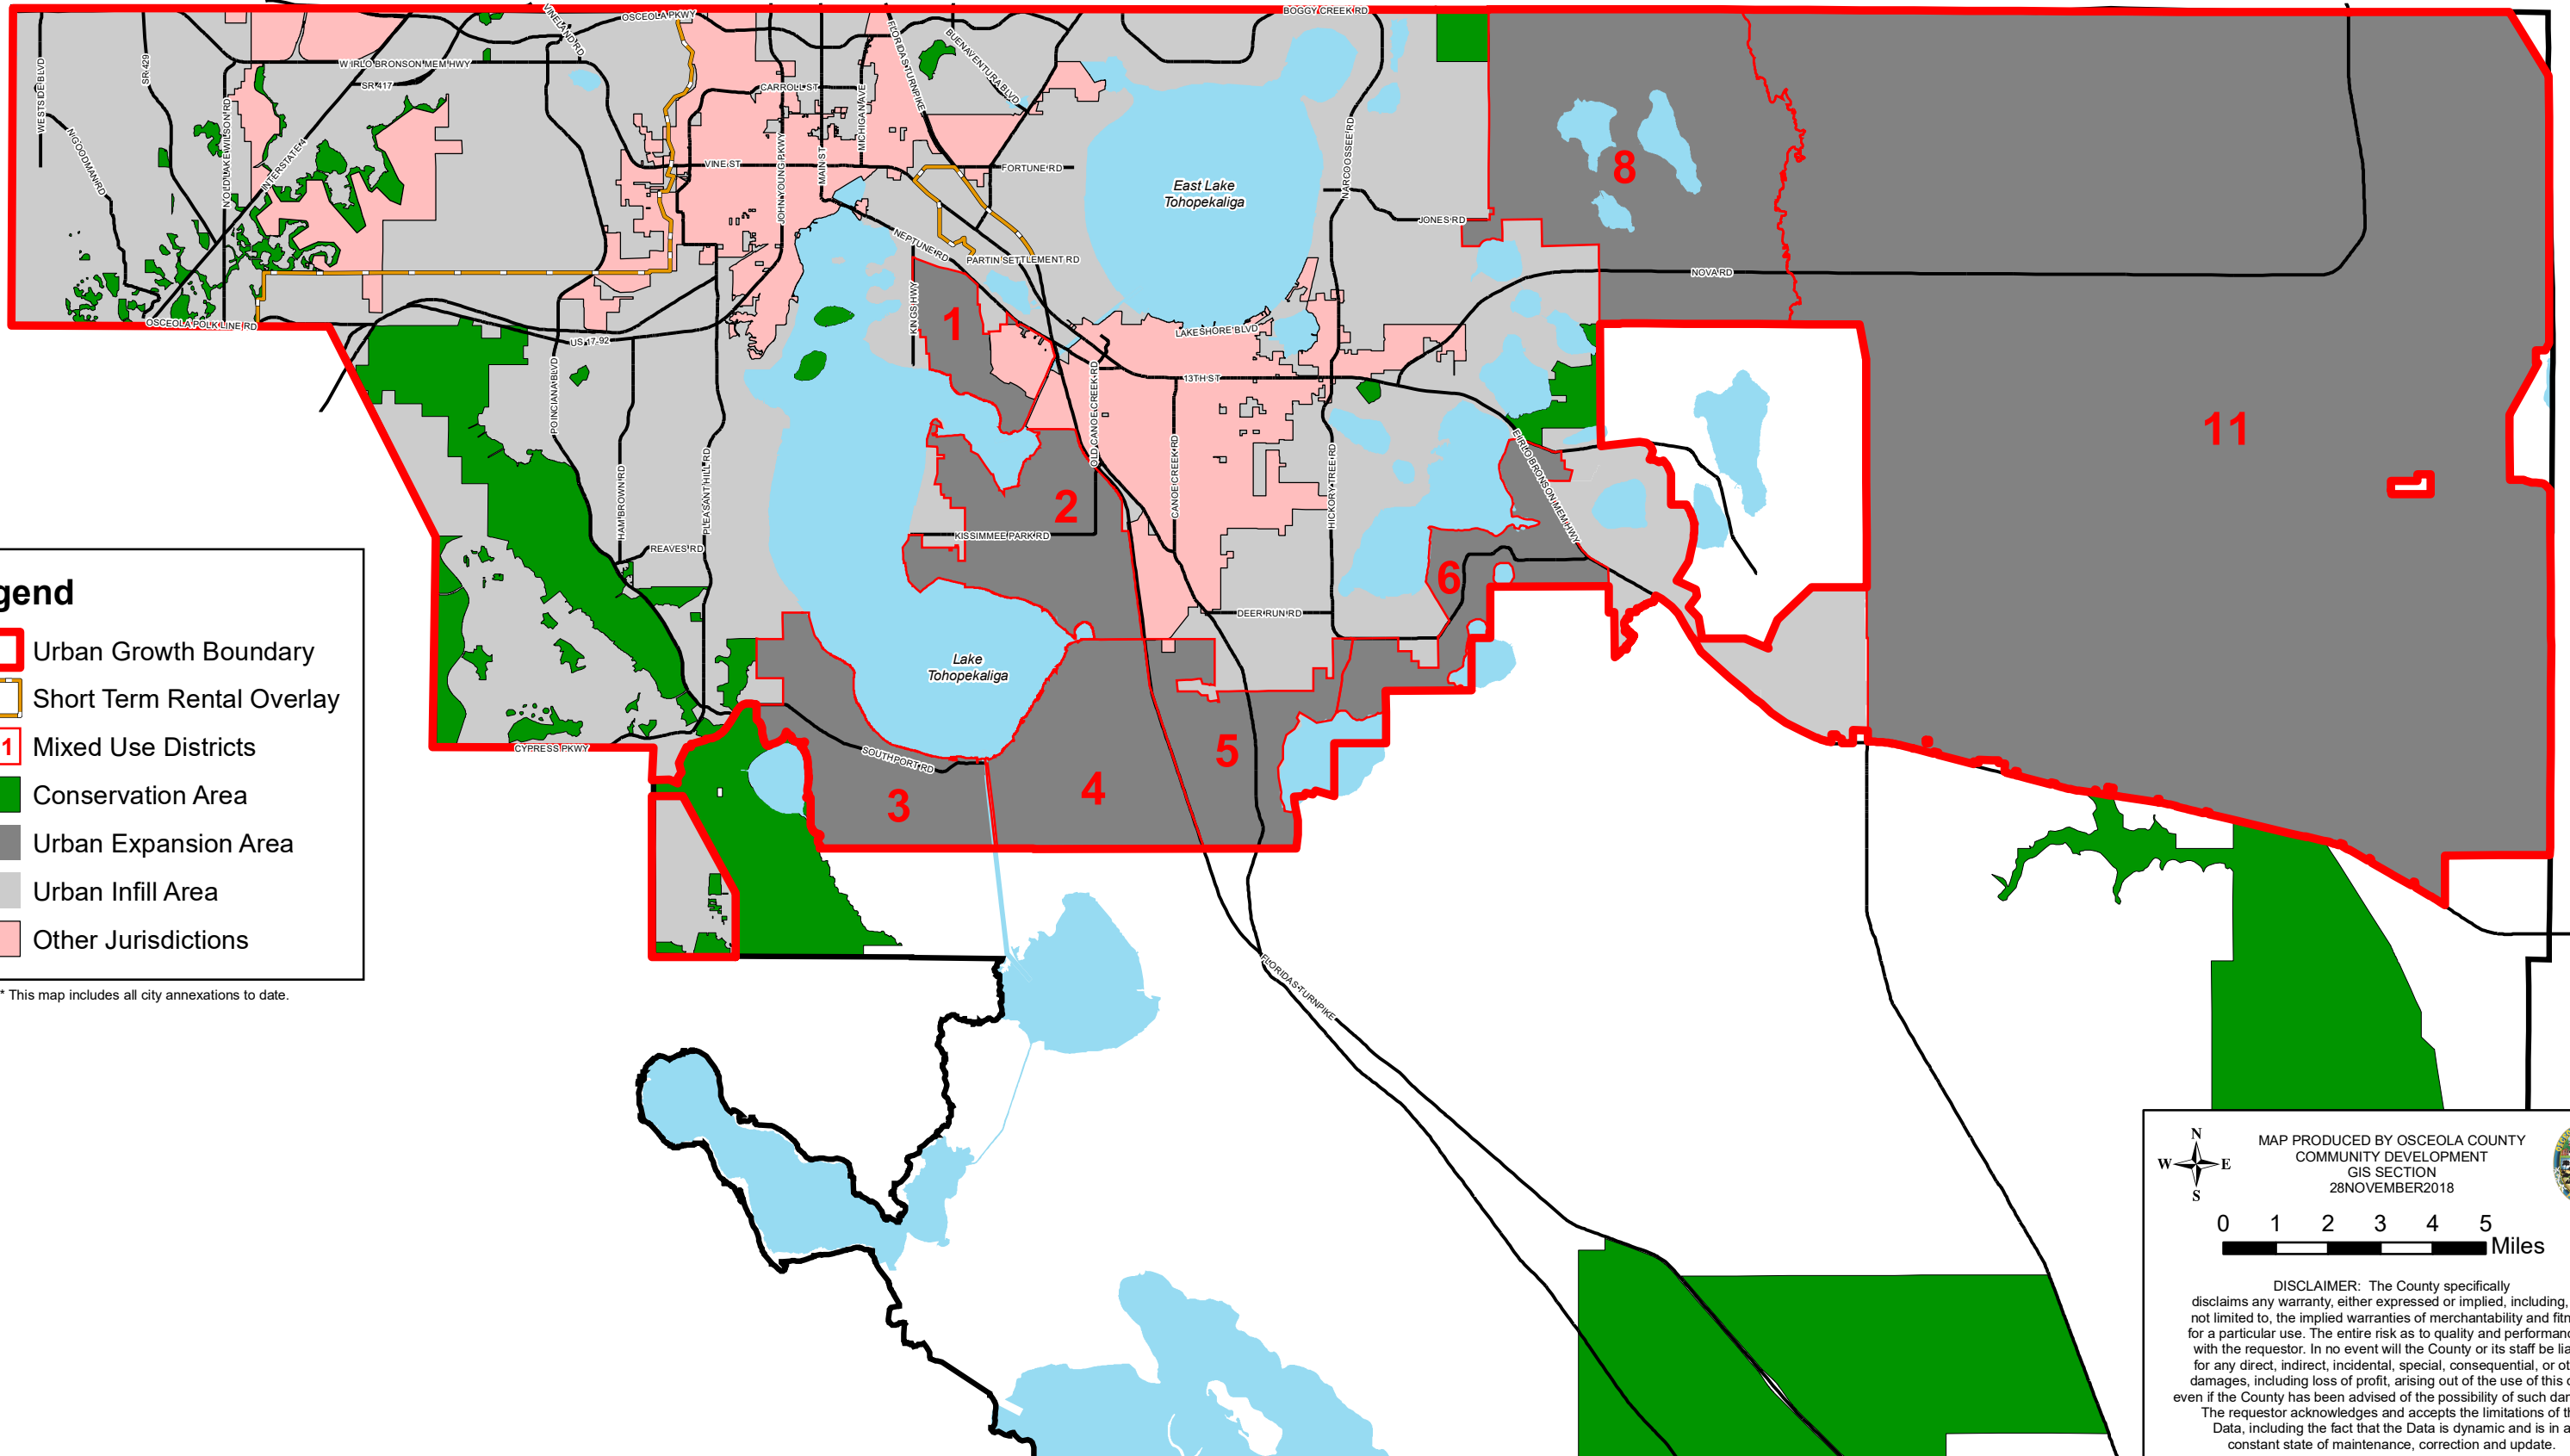 OSCEOLA PKWY
BOGGY CREEK RD
VINELAND RD
FLORIDAS TURNPIKE
BUENAVENTURA BLVD
WESTSIDE BLVD
SR 429
W IRLO BRONSON MEM HWY
SR 417
CARROLL ST
MICHIGAN AVE
N OLD LAKE WILSON RD
INTERSTATE 4
N GOODMAN RD
JOHN YOUNG PKWY
MAIN ST
VINE ST
FORTUNE RD
NARCOOSSEE RD
8
East Lake
Tohopekaliga
JONES RD
NEPTUNE RD
PARTIN SETTLEMENT RD
NOVA RD
KINGS HWY
1
OSCEOLA POLK LINE RD
US 17-92
LAKESHORE BLVD
POINCIANA BLVD
OLD CANOE CREEK RD
13TH ST
11
HAM BROWN RD
PLEASANT HILL RD
CANOE CREEK RD
HICKORY TREE RD
E IRLO BRONSON MEM HWY
2
KISSIMMEE PARK RD
REAVES RD
6
DEER RUN RD
Lake
Tohopekaliga
CYPRESS PKWY
SOUTHPORT RD
3
4
5
FLORIDAS TURNPIKE
gend
Urban Growth Boundary
Short Term Rental Overlay
1 Mixed Use Districts
Conservation Area
Urban Expansion Area
Urban Infill Area
Other Jurisdictions
* This map includes all city annexations to date.
N
W E
S
MAP PRODUCED BY OSCEOLA COUNTY
COMMUNITY DEVELOPMENT
GIS SECTION
28NOVEMBER2018
0 1 2 3 4 5
Miles
DISCLAIMER: The County specifically
disclaims any warranty, either expressed or implied, including,
not limited to, the implied warranties of merchantability and fitn
for a particular use. The entire risk as to quality and performanc
with the requestor. In no event will the County or its staff be lia
for any direct, indirect, incidental, special, consequential, or ot
damages, including loss of profit, arising out of the use of this d
even if the County has been advised of the possibility of such dam
The requestor acknowledges and accepts the limitations of th
Data, including the fact that the Data is dynamic and is in a
constant state of maintenance, correction and update.